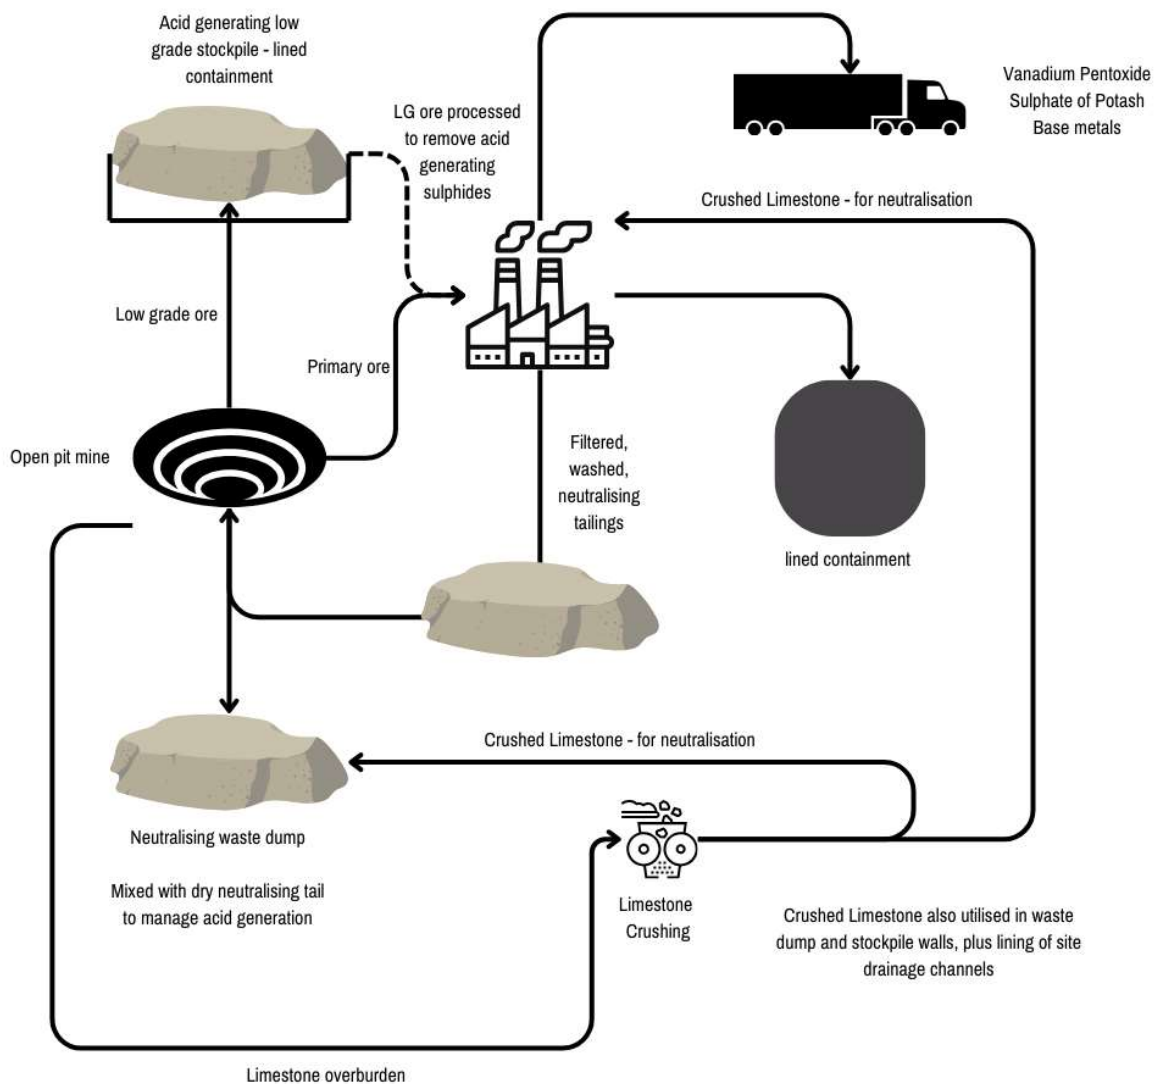 Acid generating low
grade stockpile - lined
containment
LG ore processed
to remove acid
generating
sulphides
Vanadium Pentoxide
Sulphate of Potash
Base metals
Crushed Limestone - for neutralisation
Low grade ore
Primary ore
Open pit mine
Filtered,
washed,
neutralising
tailings
lined containment
Crushed Limestone - for neutralisation
Neutralising waste dump
Mixed with dry neutralising tail
to manage acid generation
Limestone
Crushing
Crushed Limestone also utilised in waste
dump and stockpile walls, plus lining of site
drainage channels
Limestone overburden